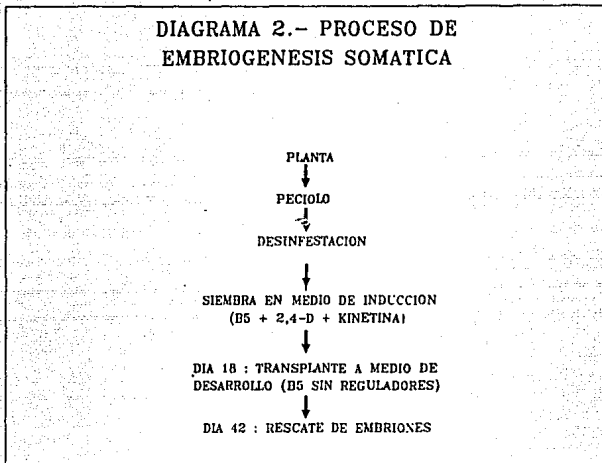 DIAGRAMA 2.- PROCESO DE
EMBRIOGENESIS SOMATICA
PLANTA
PECIOLO
DESINFESTACION
SIEMBRA EN MEDIO DE INDUCCION
(B5 + 2,4-D + KINETINA)
DIA 18 : TRANSPLANTE A MEDIO DE
DESARROLLO (B5 SIN REGULADORES)
DIA 42 : RESCATE DE EMBRIONES